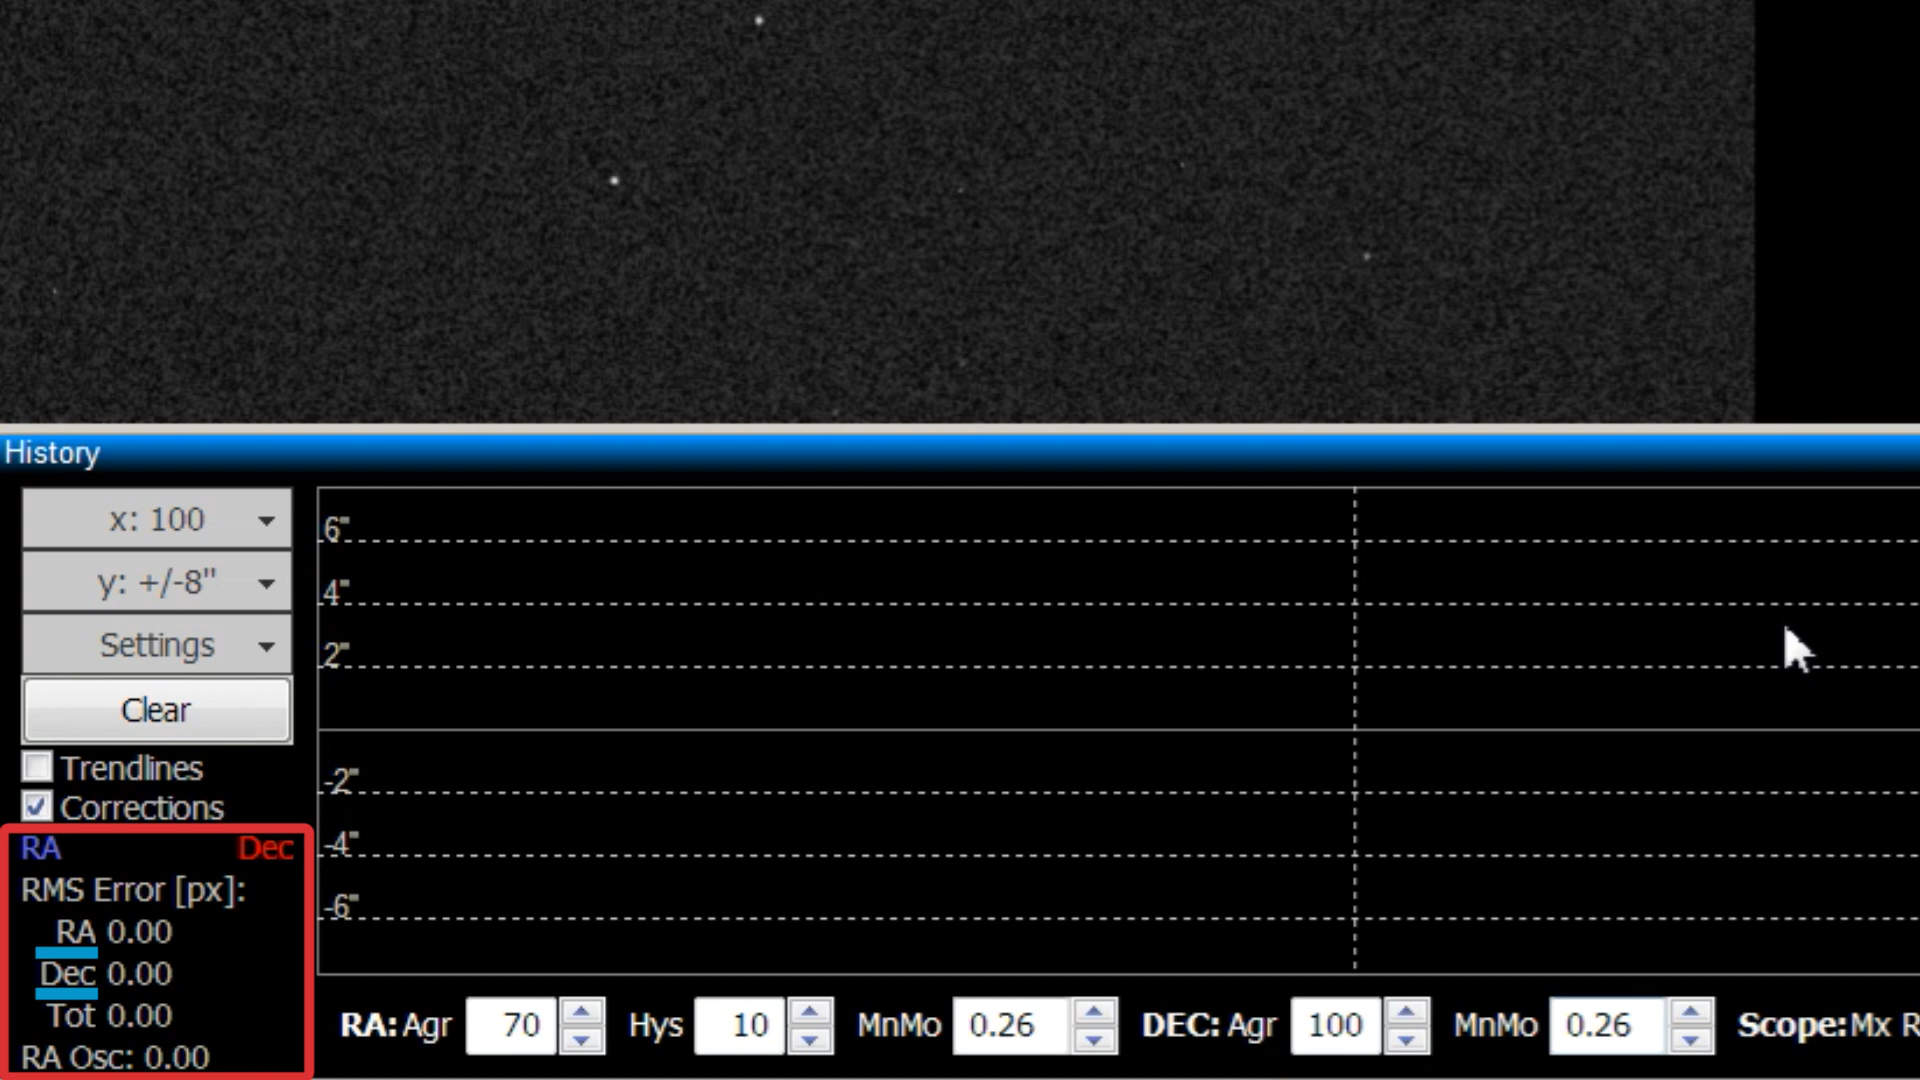 History
x: 100
y: +/-8"
Settings
Clear
Trendlines
Corrections
RA Dec
RMS Error [px]:
RA 0.00
Dec 0.00
Tot 0.00
RA Osc: 0.00
6"
4"
2"
-2"
-4"
-6"
RA: Agr 70 Hys 10 MnMo 0.26 DEC: Agr 100 MnMo 0.26 Scope: Mx R